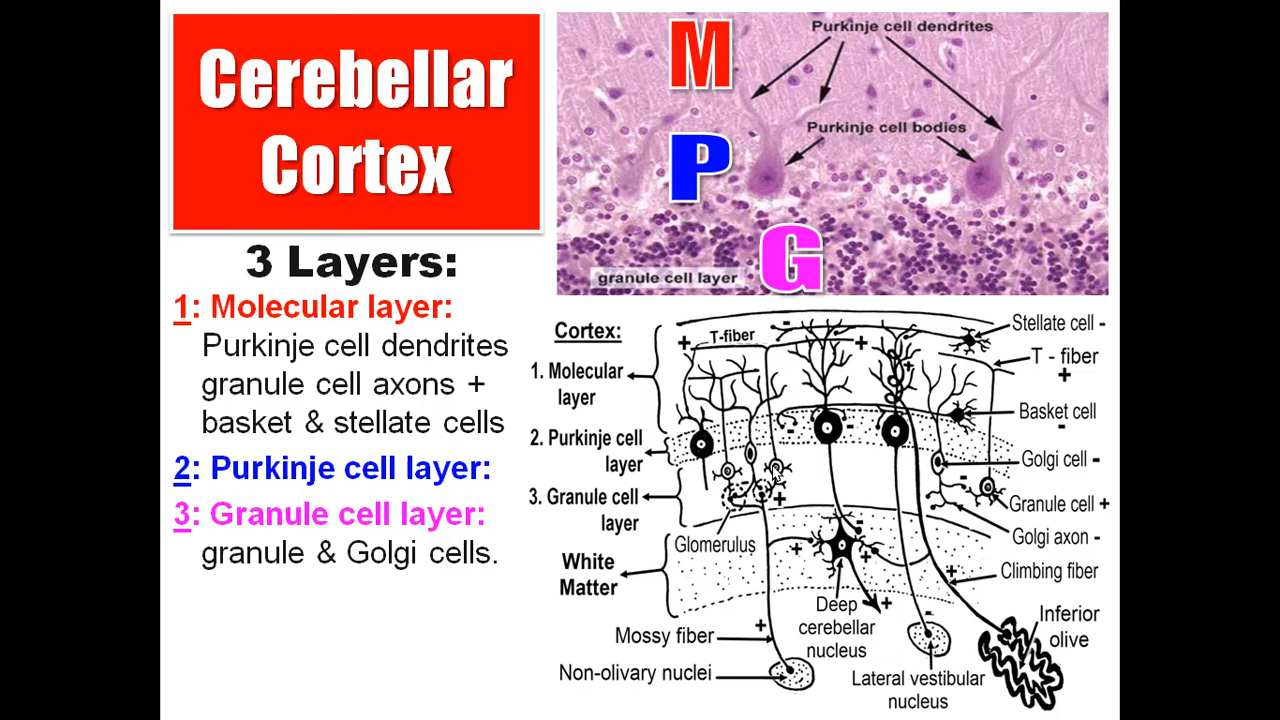 Cerebellar
Cortex
3 Layers:
1: Molecular layer:
Purkinje cell dendrites
granule cell axons +
basket & stellate cells
2: Purkinje cell layer:
3: Granule cell layer:
granule & Golgi cells.
M
P
G
Purkinje cell dendrites
Purkinje cell bodies
granule cell layer
Cortex:
1. Molecular
layer
2. Purkinje cell
layer
3. Granule cell
layer
White
Matter
T-fiber
Stellate cell -
T - fiber
+
Basket cell
-
Golgi cell -
Granule cell +
Golgi axon -
Climbing fiber
Glomerulus
Deep
cerebellar
nucleus
Inferior
olive
Mossy fiber
Non-olivary nuclei
Lateral vestibular
nucleus